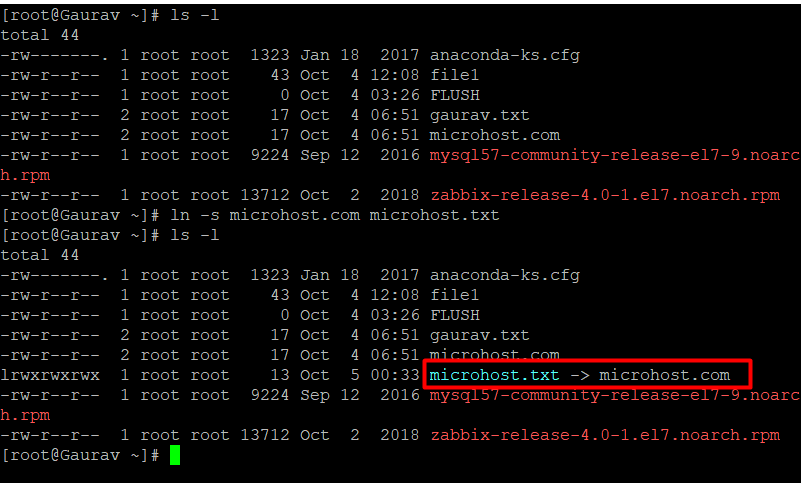 [root@Gaurav ~]# ls -l
total 44
-rw-------. 1 root root  1323 Jan 18  2017 anaconda-ks.cfg
-rw-r--r--  1 root root    43 Oct  4 12:08 file1
-rw-r--r--  1 root root     0 Oct  4 03:26 FLUSH
-rw-r--r--  2 root root    17 Oct  4 06:51 gaurav.txt
-rw-r--r--  2 root root    17 Oct  4 06:51 microhost.com
-rw-r--r--  1 root root  9224 Sep 12  2016 mysql57-community-release-el7-9.noarc
h.rpm
-rw-r--r--  1 root root 13712 Oct  2  2018 zabbix-release-4.0-1.el7.noarch.rpm
[root@Gaurav ~]# ln -s microhost.com microhost.txt
[root@Gaurav ~]# ls -l
total 44
-rw-------. 1 root root  1323 Jan 18  2017 anaconda-ks.cfg
-rw-r--r--  1 root root    43 Oct  4 12:08 file1
-rw-r--r--  1 root root     0 Oct  4 03:26 FLUSH
-rw-r--r--  2 root root    17 Oct  4 06:51 gaurav.txt
-rw-r--r--  2 root root    17 Oct  4 06:51 microhost.com
lrwxrwxrwx  1 root root    13 Oct  5 00:33 microhost.txt -> microhost.com
-rw-r--r--  1 root root  9224 Sep 12  2016 mysql57-community-release-el7-9.noarc
h.rpm
-rw-r--r--  1 root root 13712 Oct  2  2018 zabbix-release-4.0-1.el7.noarch.rpm
[root@Gaurav ~]#